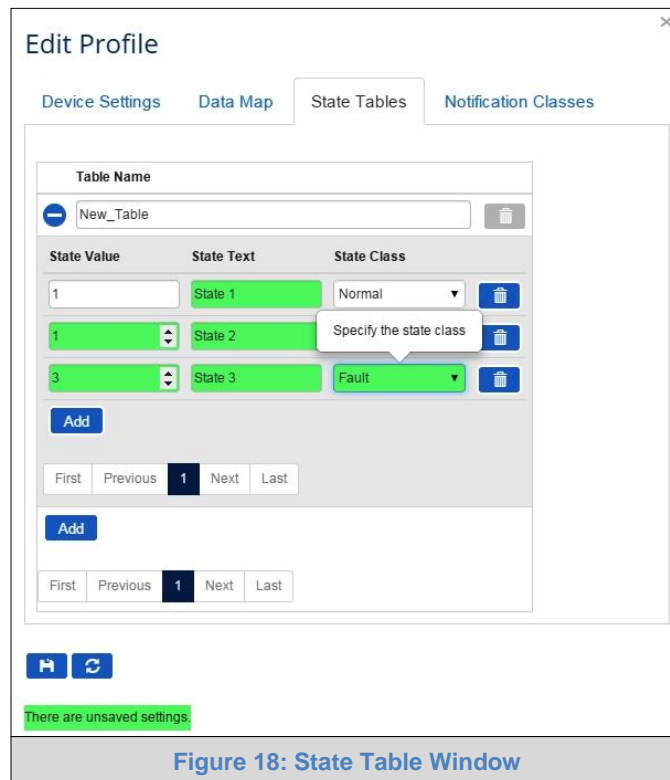 ×
Edit Profile
Device Settings Data Map State Tables Notification Classes
Table Name
New_Table
State Value State Text State Class
1 State 1 Normal
1 State 2
Specify the state class
3 State 3 Fault
Add
First Previous 1 Next Last
Add
First Previous 1 Next Last
There are unsaved settings.
Figure 18: State Table Window